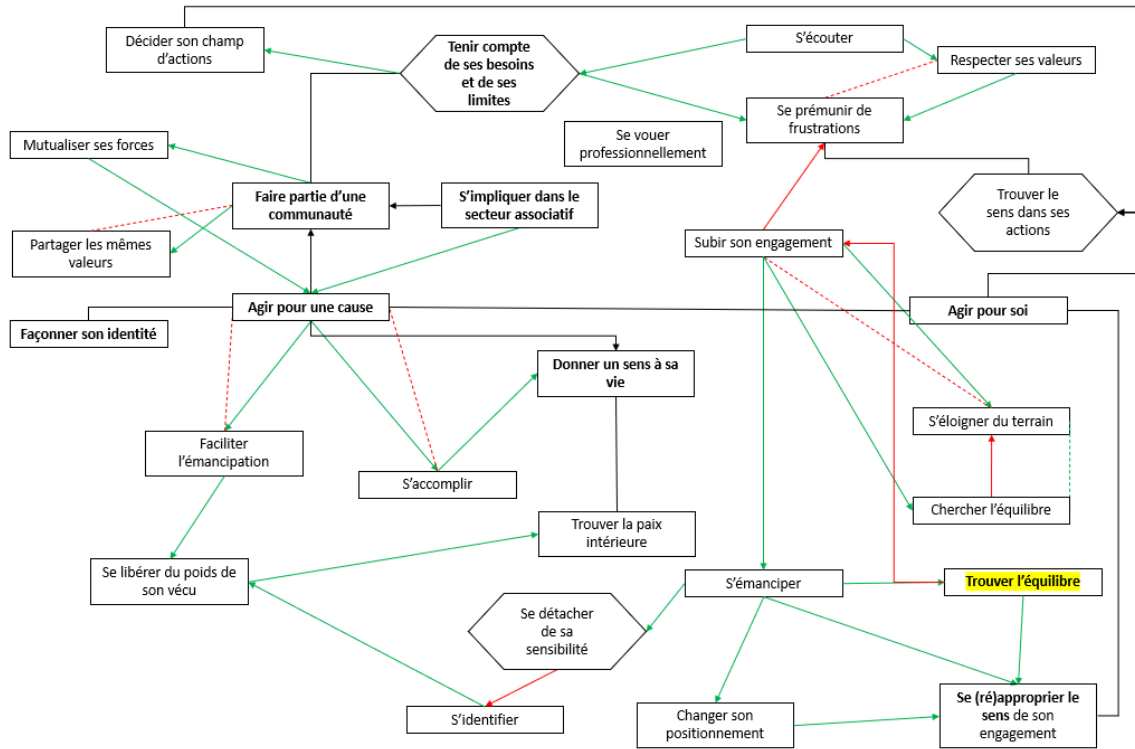 Décider son champ
d'actions
Tenir compte
de ses besoins
et de ses
limites
S'écouter
Respecter ses valeurs
Se prémunir de
frustrations
Se vouer
professionnellement
Mutualiser ses forces
Faire partie d'une
communauté
S'impliquer dans le
secteur associatif
Trouver le
sens dans ses
actions
Partager les mêmes
valeurs
Subir son engagement
Agir pour une cause
Agir pour soi
Façonner son identité
Donner un sens à sa
vie
S'éloigner du terrain
Faciliter
l'émancipation
S'accomplir
Chercher l'équilibre
Trouver la paix
intérieure
Se libérer du poids de
son vécu
S'émanciper
Trouver l'équilibre
Se détacher
de sa
sensibilité
S'identifier
Changer son
positionnement
Se (ré)approprier le
sens de son
engagement